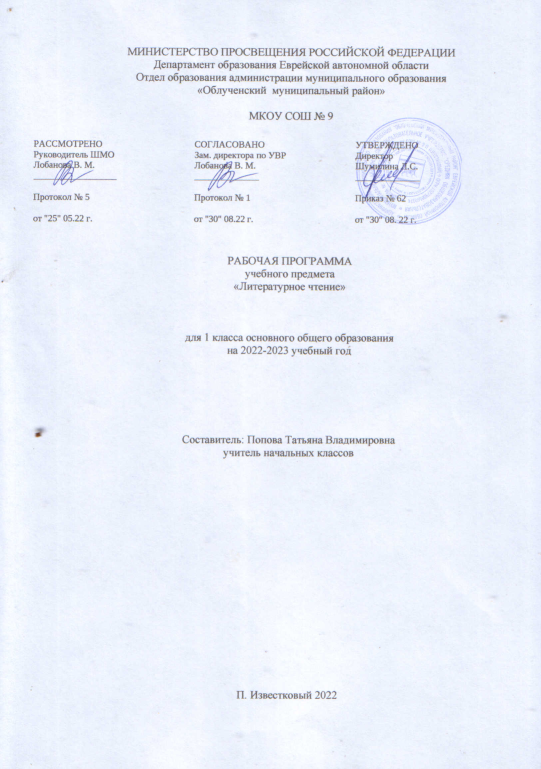 МИНИСТЕРСТВО ПРОСВЕЩЕНИЯ РОССИЙСКОЙ ФЕДЕРАЦИИ
Департамент образования Еврейской автономной области
Отдел образования администрации муниципального образования
«Облученский муниципальный район»
МКОУ СОШ № 9
РАССМОТРЕНО
Руководитель ШМО
Лобанова В. М.
Протокол № 5
от "25" 05.22 г.
СОГЛАСОВАНО
Зам. директора по УВР
Лобанова В. М.
Протокол № 1
от "30" 08.22 г.
УТВЕРЖДЕНО
Директор
Шумилина Л.С.
Приказ № 62
от "30" 08. 22 г.
РАБОЧАЯ ПРОГРАММА
учебного предмета
«Литературное чтение»
для 1 класса основного общего образования
на 2022-2023 учебный год
Составитель: Попова Татьяна Владимировна
учитель начальных классов
П. Известковый 2022